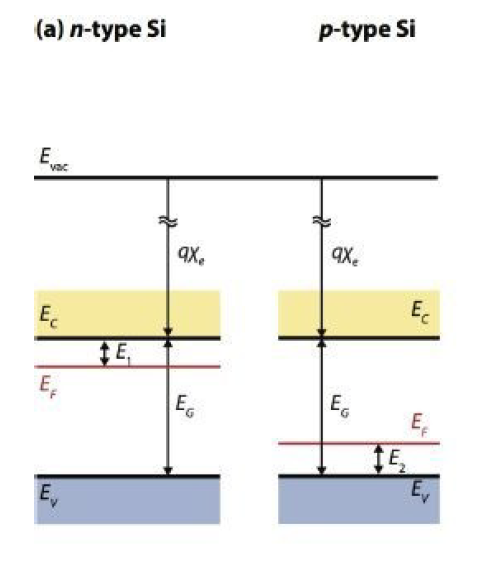 (a) n-type Si
p-type Si
E_vac
qχ_e
qχ_e
E_C
E_C
E_1
E_F
E_G
E_G
E_F
E_2
E_V
E_V